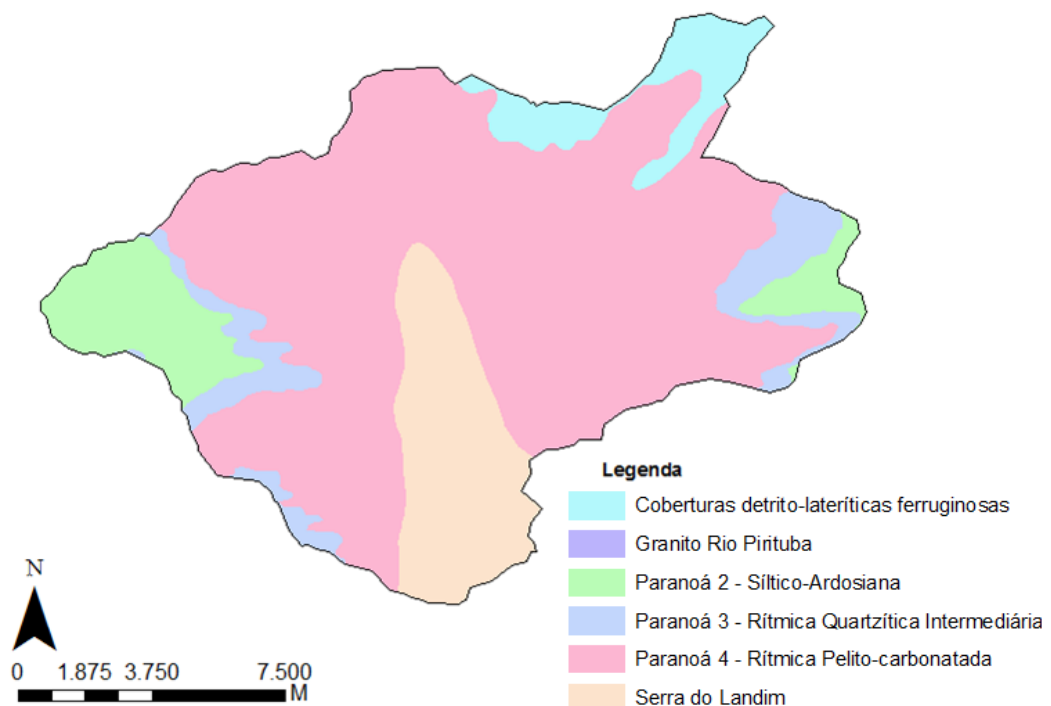 Legenda
Coberturas detrito-lateríticas ferruginosas
Granito Rio Pirituba
Paranoá 2 - Síltico-Ardosiana
Paranoá 3 - Rítmica Quartzítica Intermediária
Paranoá 4 - Rítmica Pelito-carbonatada
Serra do Landim
N
0 1.875 3.750 7.500
M